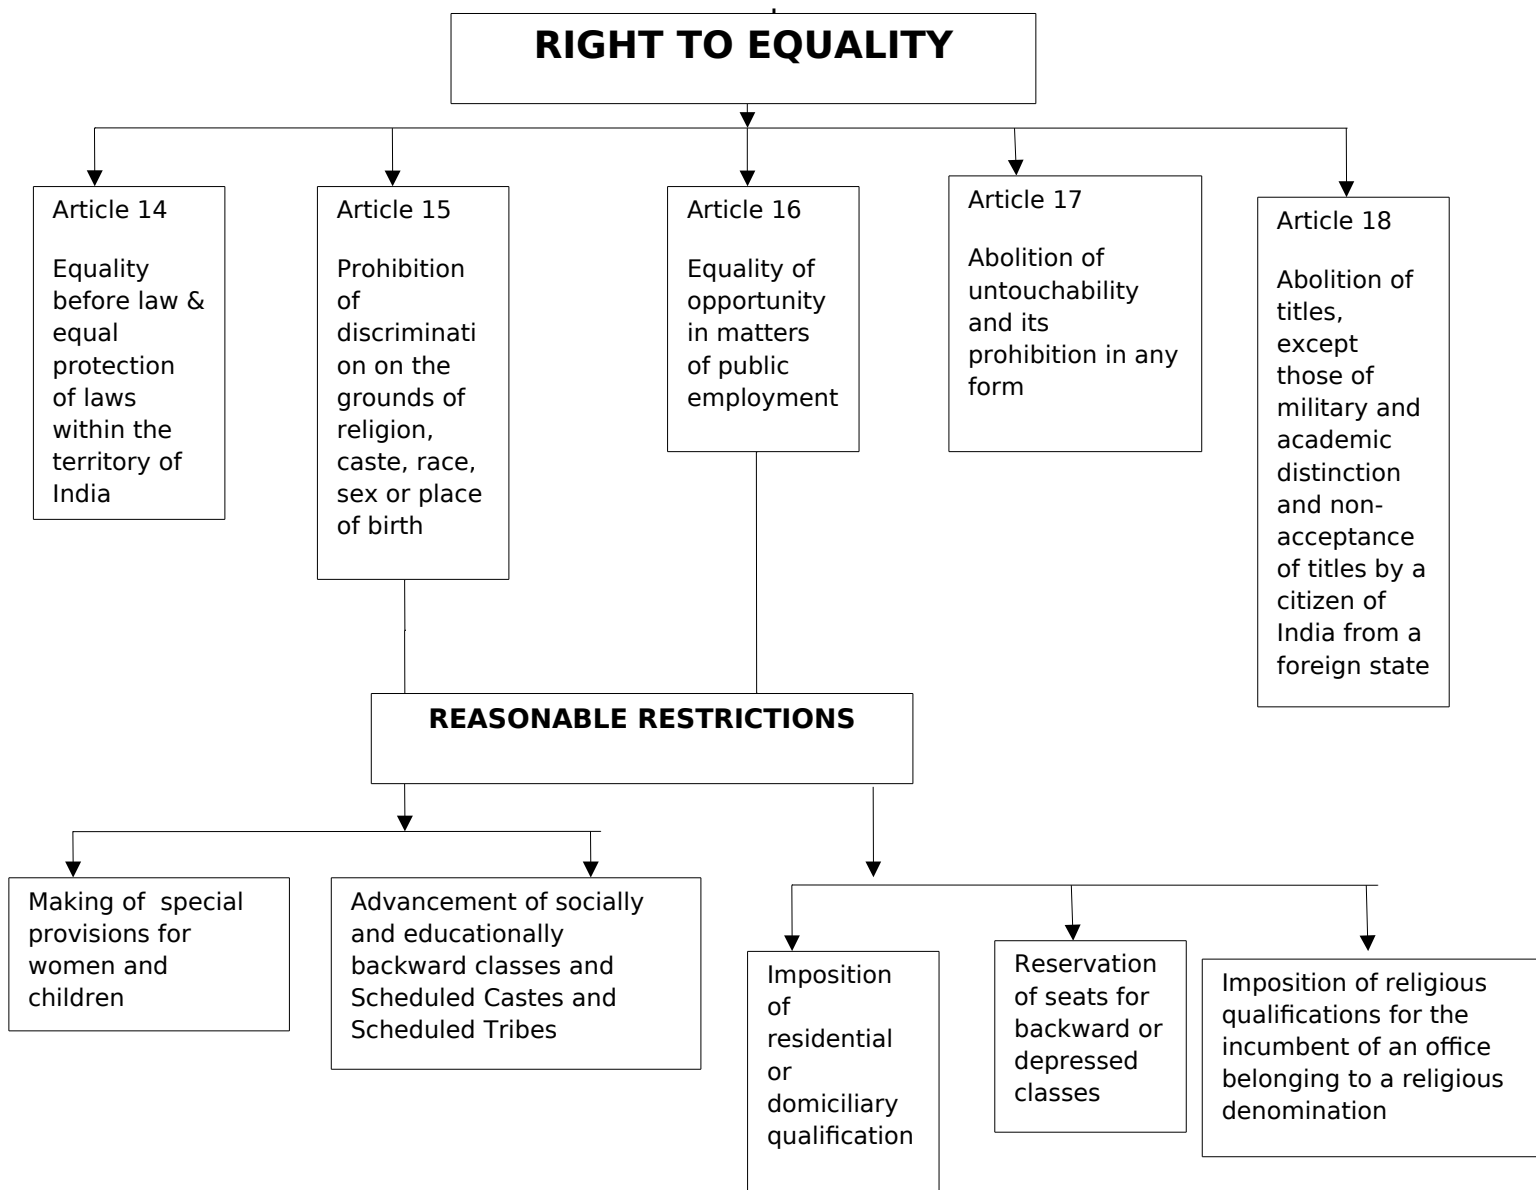 RIGHT TO EQUALITY
Article 14
Equality
before law &
equal
protection
of laws
within the
territory of
India
Article 15
Prohibition
of
discriminati
on on the
grounds of
religion,
caste, race,
sex or place
of birth
Article 16
Equality of
opportunity
in matters
of public
employment
Article 17
Abolition of
untouchability
and its
prohibition in any
form
Article 18
Abolition of
titles,
except
those of
military and
academic
distinction
and non-
acceptance
of titles by a
citizen of
India from a
foreign state
REASONABLE RESTRICTIONS
Making of  special
provisions for
women and
children
Advancement of socially
and educationally
backward classes and
Scheduled Castes and
Scheduled Tribes
Imposition
of
residential
or
domiciliary
qualification
Reservation
of seats for
backward or
depressed
classes
Imposition of religious
qualifications for the
incumbent of an office
belonging to a religious
denomination